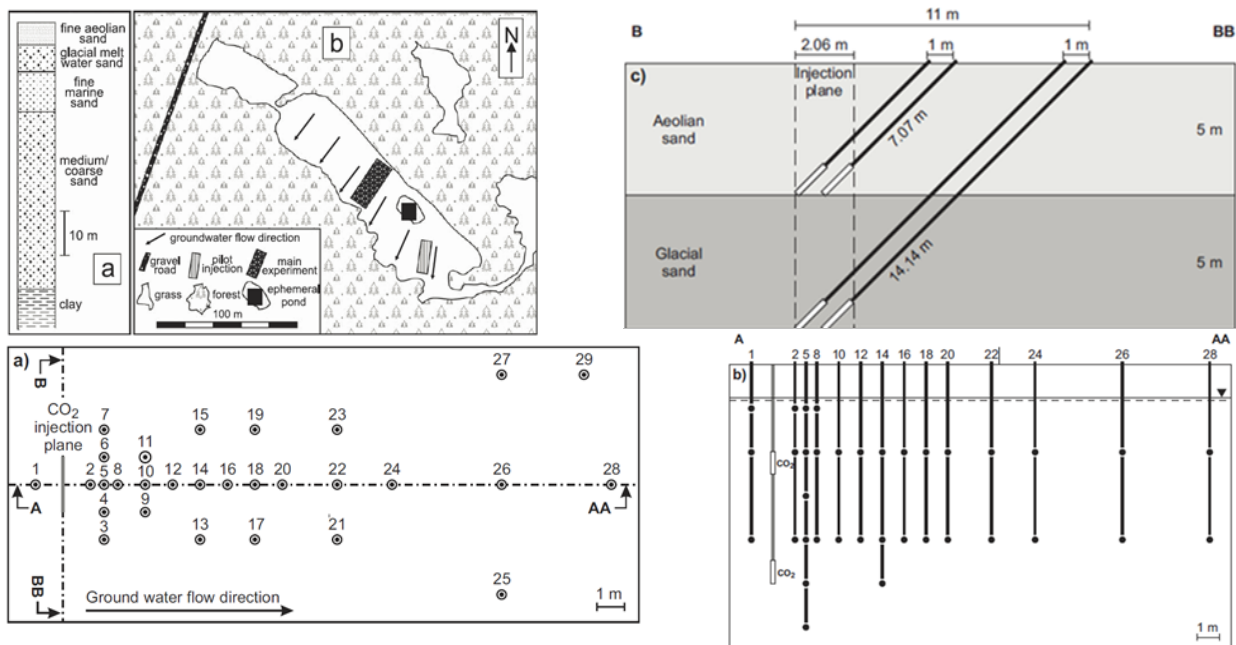 fine aeolian
sand
glacial melt
water sand
fine
marine
sand
medium/
coarse
sand
10 m
a
clay
b
N
groundwater flow direction
gravel
road
pilot
injection
main
experiment
grass
forest
ephemeral
pond
100 m
11 m
B
BB
2.06 m
1 m
1 m
c)
Injection
plane
Aeolian
sand
7.07 m
5 m
Glacial
sand
14,14 m
5 m
a)
B
CO2
injection
plane
27
29
7
15
19
23
6
11
1
2
5
8
10
12
14
16
18
20
22
24
26
28
A
AA
4
9
3
13
17
21
25
BB
Ground water flow direction
1 m
A
AA
1
2
5
8
10
12
14
16
18
20
22
24
26
28
b)
CO2
CO2
1 m